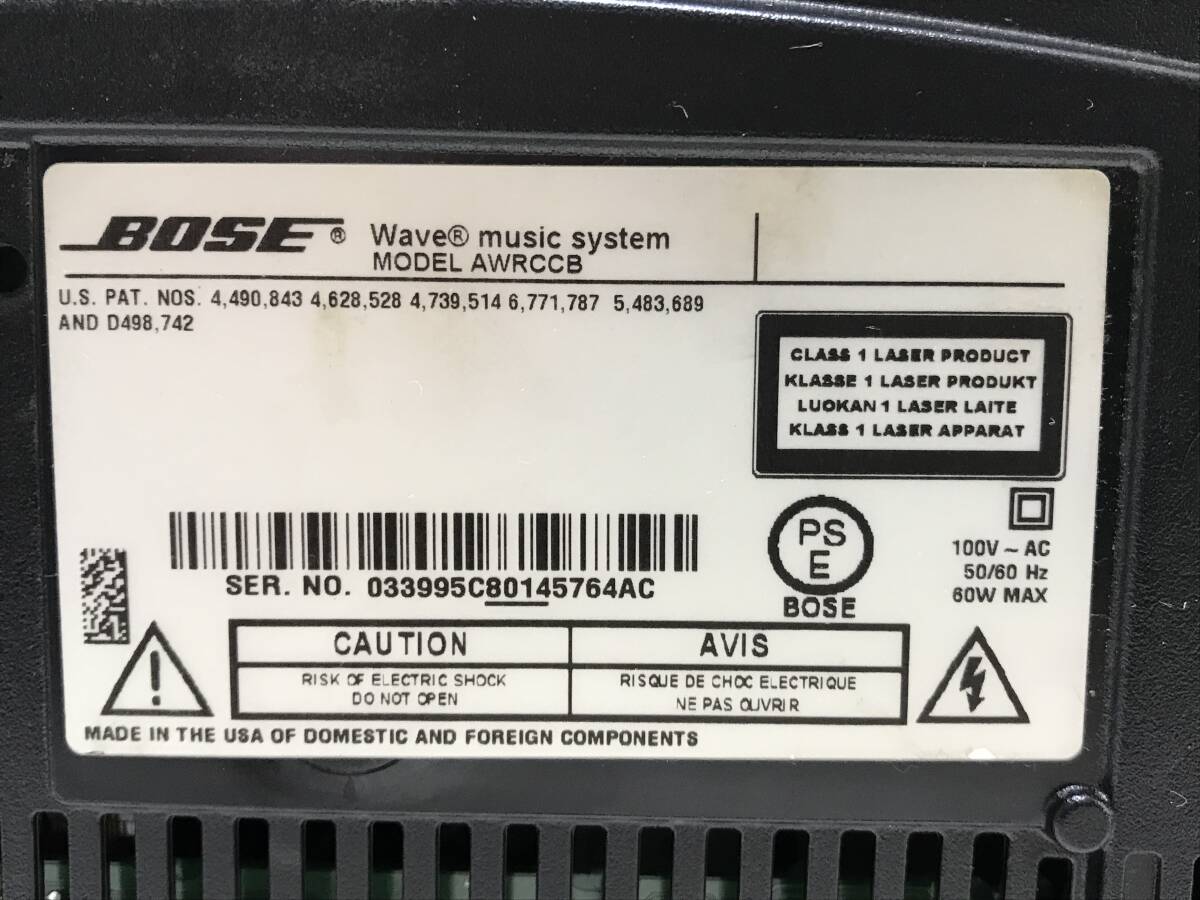 BOSE® Wave® music system
MODEL AWRCCB
U.S. PAT. NOS. 4,490,843 4,628,528 4,739,514 6,771,787 5,483,689
AND D498,742
CLASS 1 LASER PRODUCT
KLASSE 1 LASER PRODUKT
LUOKAN 1 LASER LAITE
KLASS 1 LASER APPARAT
SER. NO. 033995C80145764AC
PS
E
BOSE
100V ~ AC
50/60 Hz
60W MAX
CAUTION
RISK OF ELECTRIC SHOCK
DO NOT OPEN
AVIS
RISQUE DE CHOC ELECTRIQUE
NE PAS OUVRIR
MADE IN THE USA OF DOMESTIC AND FOREIGN COMPONENTS